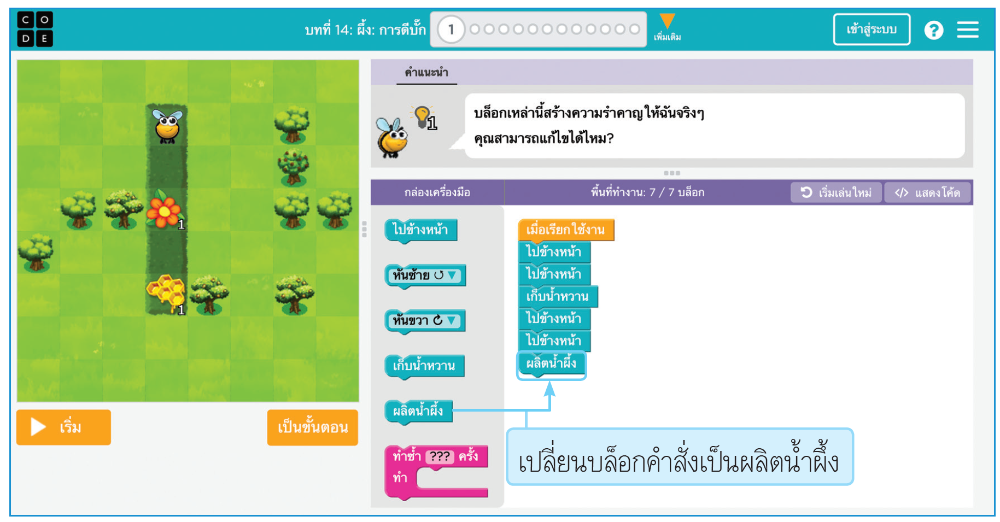 C O
D E
บทที่ 14: ผึ้ง: การดีบั๊ก
1
เพิ่มเติม
เข้าสู่ระบบ
?
คำแนะนำ
1
บล็อกเหล่านี้สร้างความรำคาญให้ฉันจริงๆ
คุณสามารถแก้ไขได้ไหม?
1
1
เริ่ม
เป็นขั้นตอน
กล่องเครื่องมือ
พื้นที่ทำงาน: 7 / 7 บล็อก
เริ่มเล่นใหม่
</> แสดงโค้ด
ไปข้างหน้า
หันซ้าย ↺ ▼
หันขวา ↻ ▼
เก็บน้ำหวาน
ผลิตน้ำผึ้ง
ทำซ้ำ ??? ครั้ง
ทำ
เมื่อเรียกใช้งาน
ไปข้างหน้า
ไปข้างหน้า
เก็บน้ำหวาน
ไปข้างหน้า
ไปข้างหน้า
ผลิตน้ำผึ้ง
เปลี่ยนบล็อกคำสั่งเป็นผลิตน้ำผึ้ง